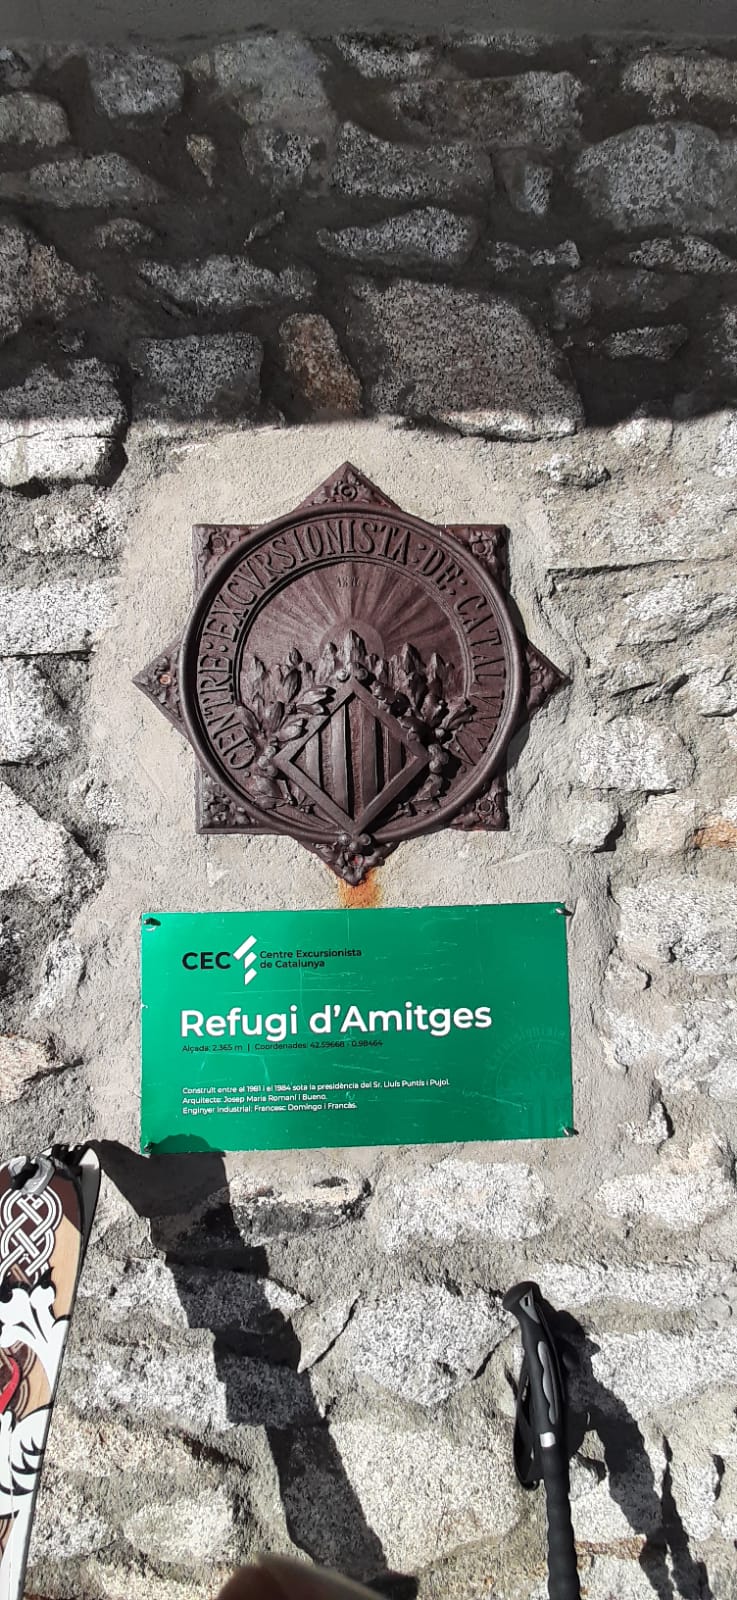 CENTRE:EXCVRSIONISTA:DE:CATALVNYA
CEC Centre Excursionista
de Catalunya
Refugi d'Amitges
Alçada: 2.365 m | Coordenades: 42.59668 - 0.98464
Construït entre el 1981 i el 1984 sota la presidència del Sr. Lluís Puntís i Pujol.
Arquitecte: Josep Maria Romaní i Bueno.
Enginyer Industrial: Francesc Domingo i Francàs.